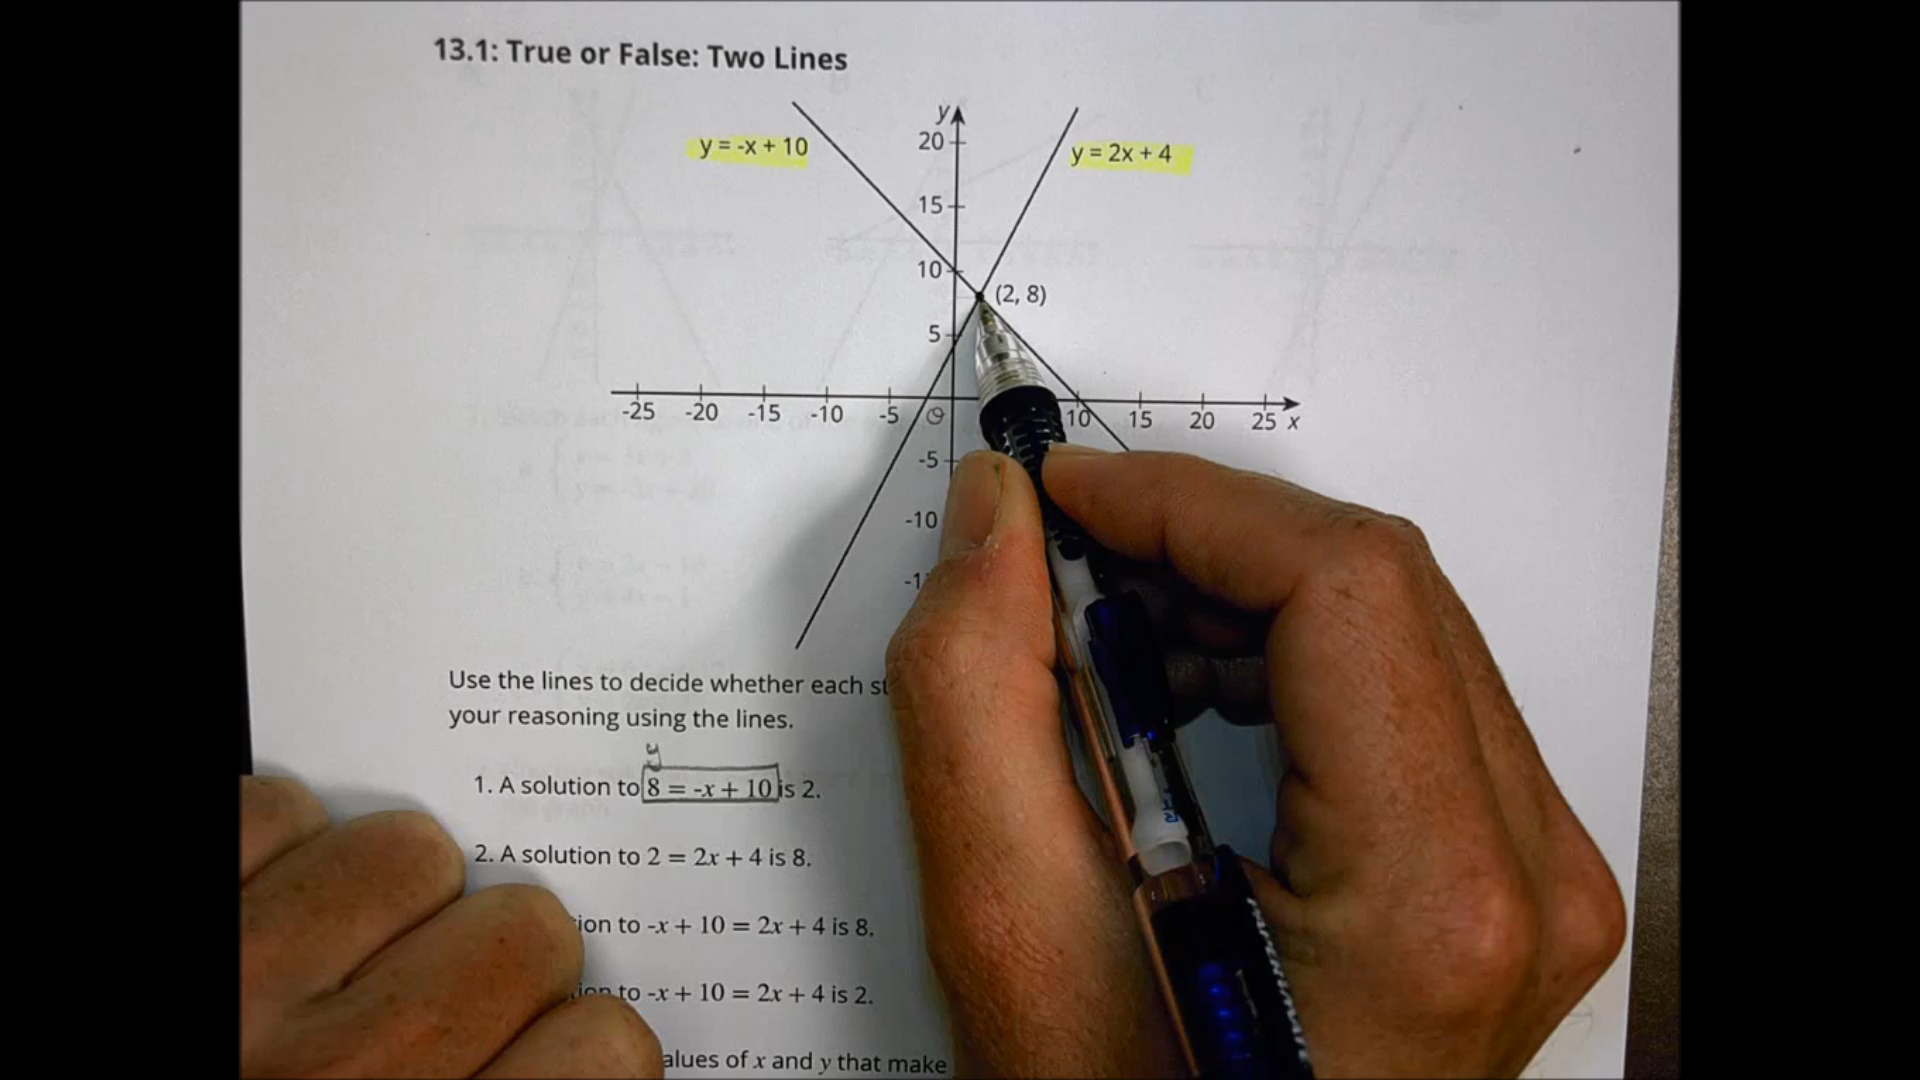 13.1: True or False: Two Lines
y
y = -x + 10
20
y = 2x + 4
15
10
(2, 8)
5
-25 -20 -15 -10 -5 O 10 15 20 25 x
-5
-10
Use the lines to decide whether each
your reasoning using the lines.
y
1. A solution to 8 = -x + 10 is 2.
2. A solution to 2 = 2x + 4 is 8.
to -x + 10 = 2x + 4 is 8.
to -x + 10 = 2x + 4 is 2.
of x and y that make